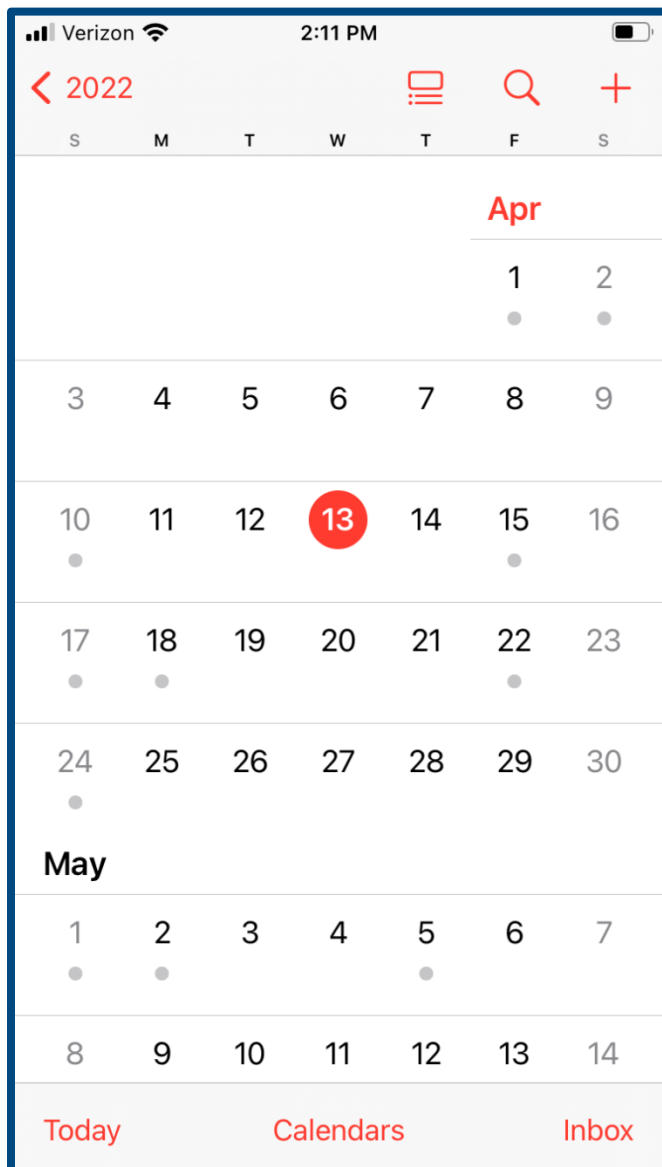 Verizon 2:11 PM
2022
S M T W T F S
Apr
1 2
3 4 5 6 7 8 9
10 11 12 13 14 15 16
17 18 19 20 21 22 23
24 25 26 27 28 29 30
May
1 2 3 4 5 6 7
8 9 10 11 12 13 14
Today Calendars Inbox